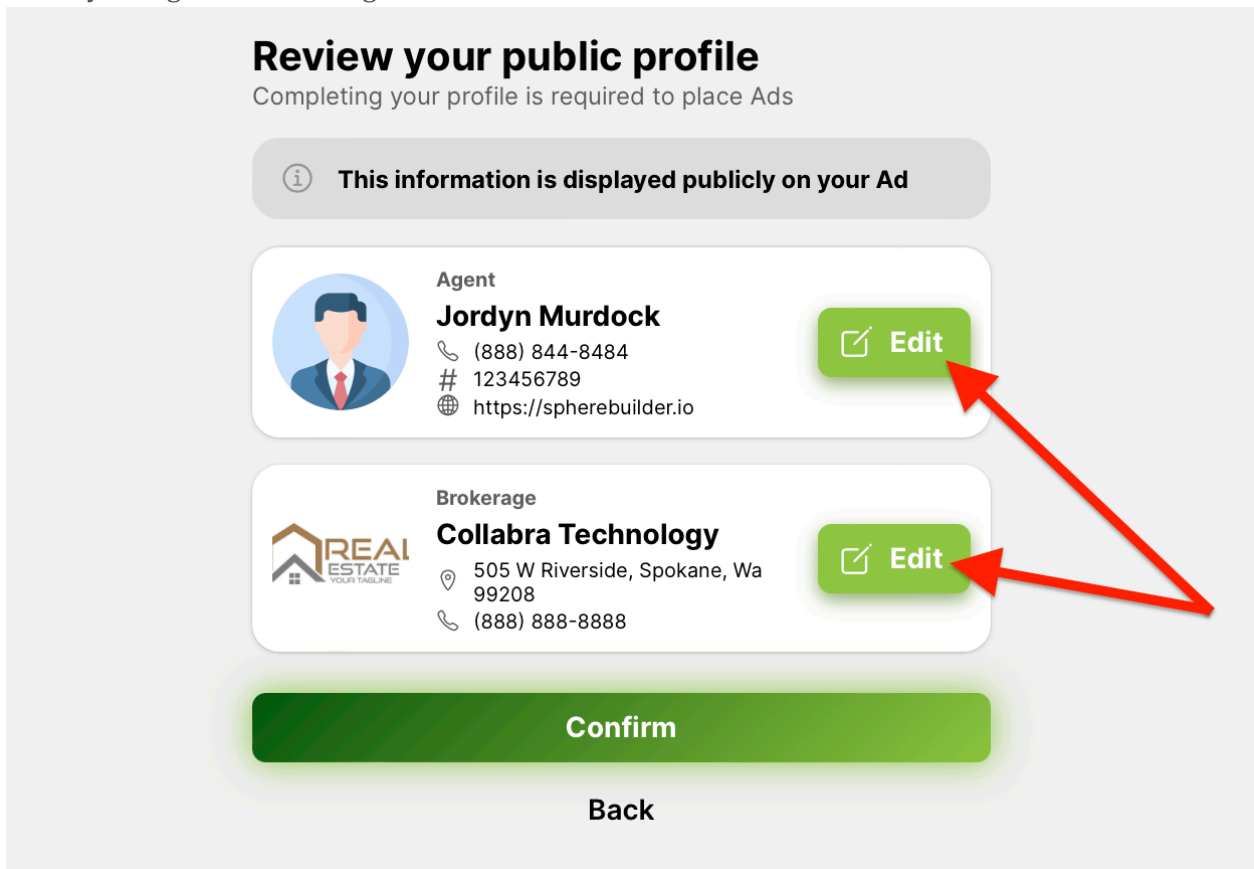 Review your public profile
Completing your profile is required to place Ads
This information is displayed publicly on your Ad
Agent
Jordyn Murdock
(888) 844-8484
# 123456789
https://spherebuilder.io
Edit
Brokerage
Collabra Technology
505 W Riverside, Spokane, Wa
99208
(888) 888-8888
REAL
ESTATE
YOUR TAGLINE
Edit
Confirm
Back